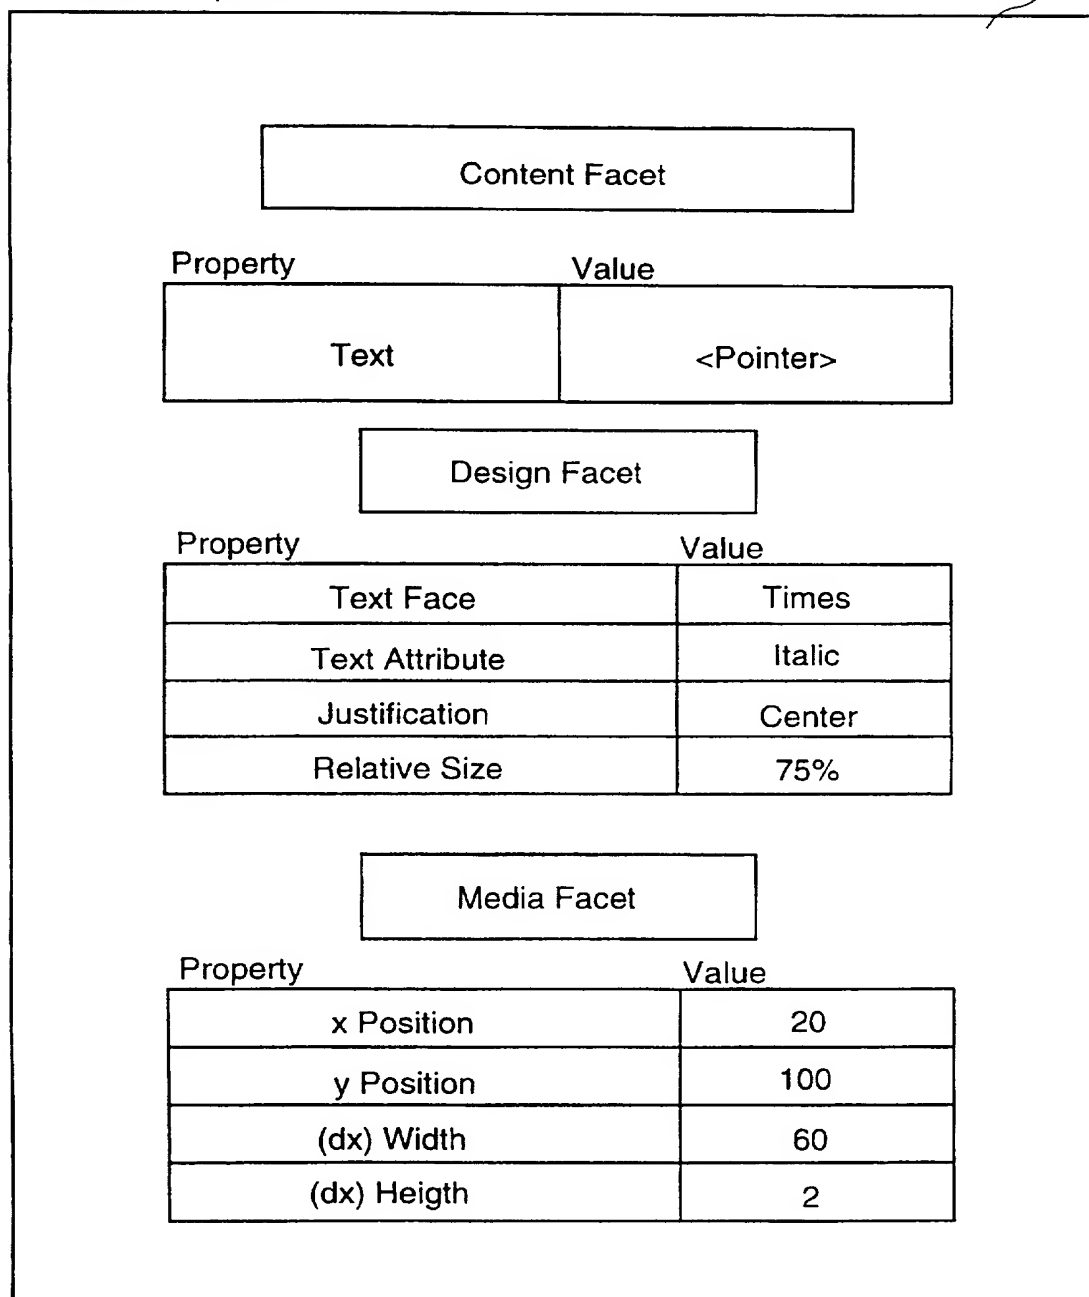 Content Facet
Property Value
Text <Pointer>
Design Facet
Property Value
Text Face Times
Text Attribute Italic
Justification Center
Relative Size 75%
Media Facet
Property Value
x Position 20
y Position 100
(dx) Width 60
(dx) Heigth 2